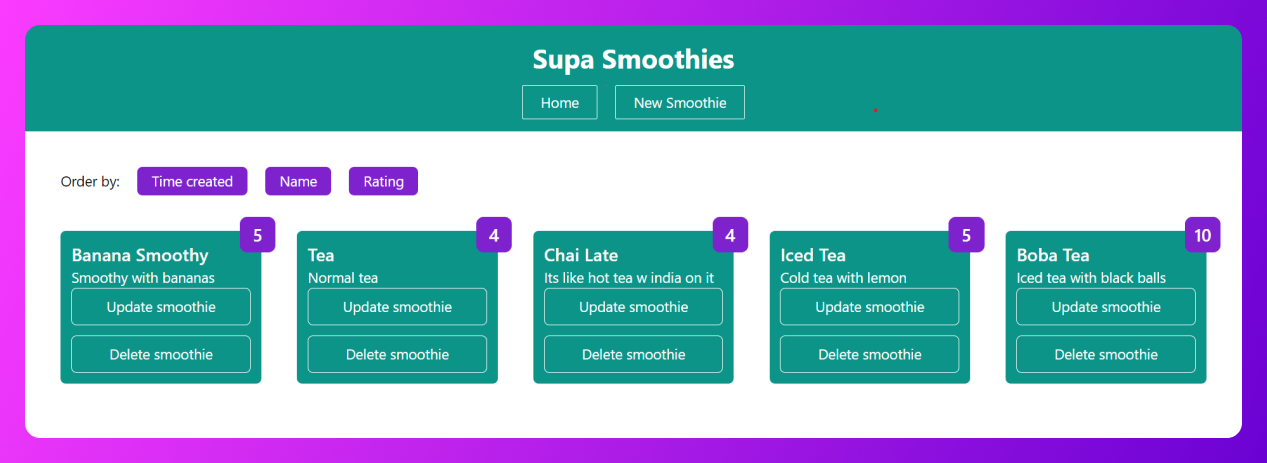 Supa Smoothies
Home New Smoothie
Order by: Time created Name Rating
5
Banana Smoothy
Smoothy with bananas
Update smoothie
Delete smoothie
4
Tea
Normal tea
Update smoothie
Delete smoothie
4
Chai Late
Its like hot tea w india on it
Update smoothie
Delete smoothie
5
Iced Tea
Cold tea with lemon
Update smoothie
Delete smoothie
10
Boba Tea
Iced tea with black balls
Update smoothie
Delete smoothie